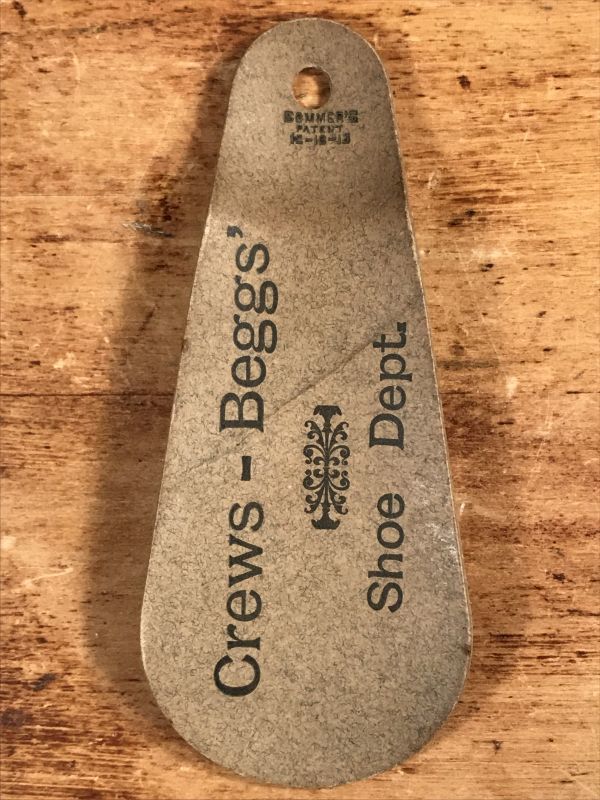 SOMMER'S
PATENT
Crews - Beggs'
Shoe Dept.